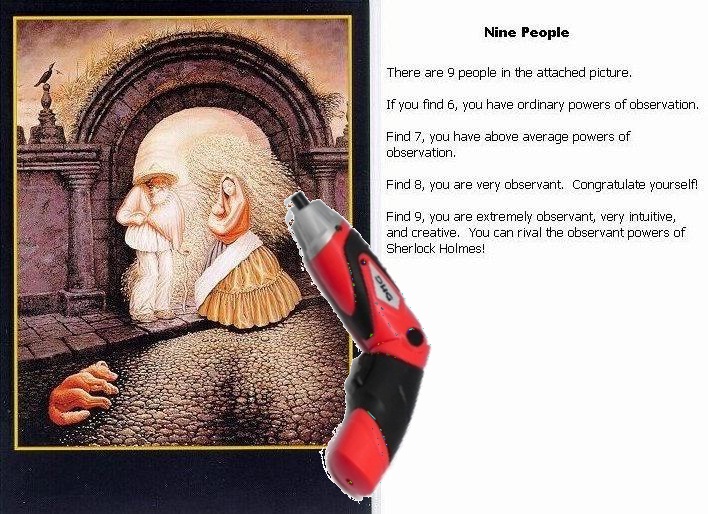 Nine People
There are 9 people in the attached picture.
If you find 6, you have ordinary powers of observation.
Find 7, you have above average powers of
observation.
Find 8, you are very observant.  Congratulate yourself!
Find 9, you are extremely observant, very intuitive,
and creative.  You can rival the observant powers of
Sherlock Holmes!